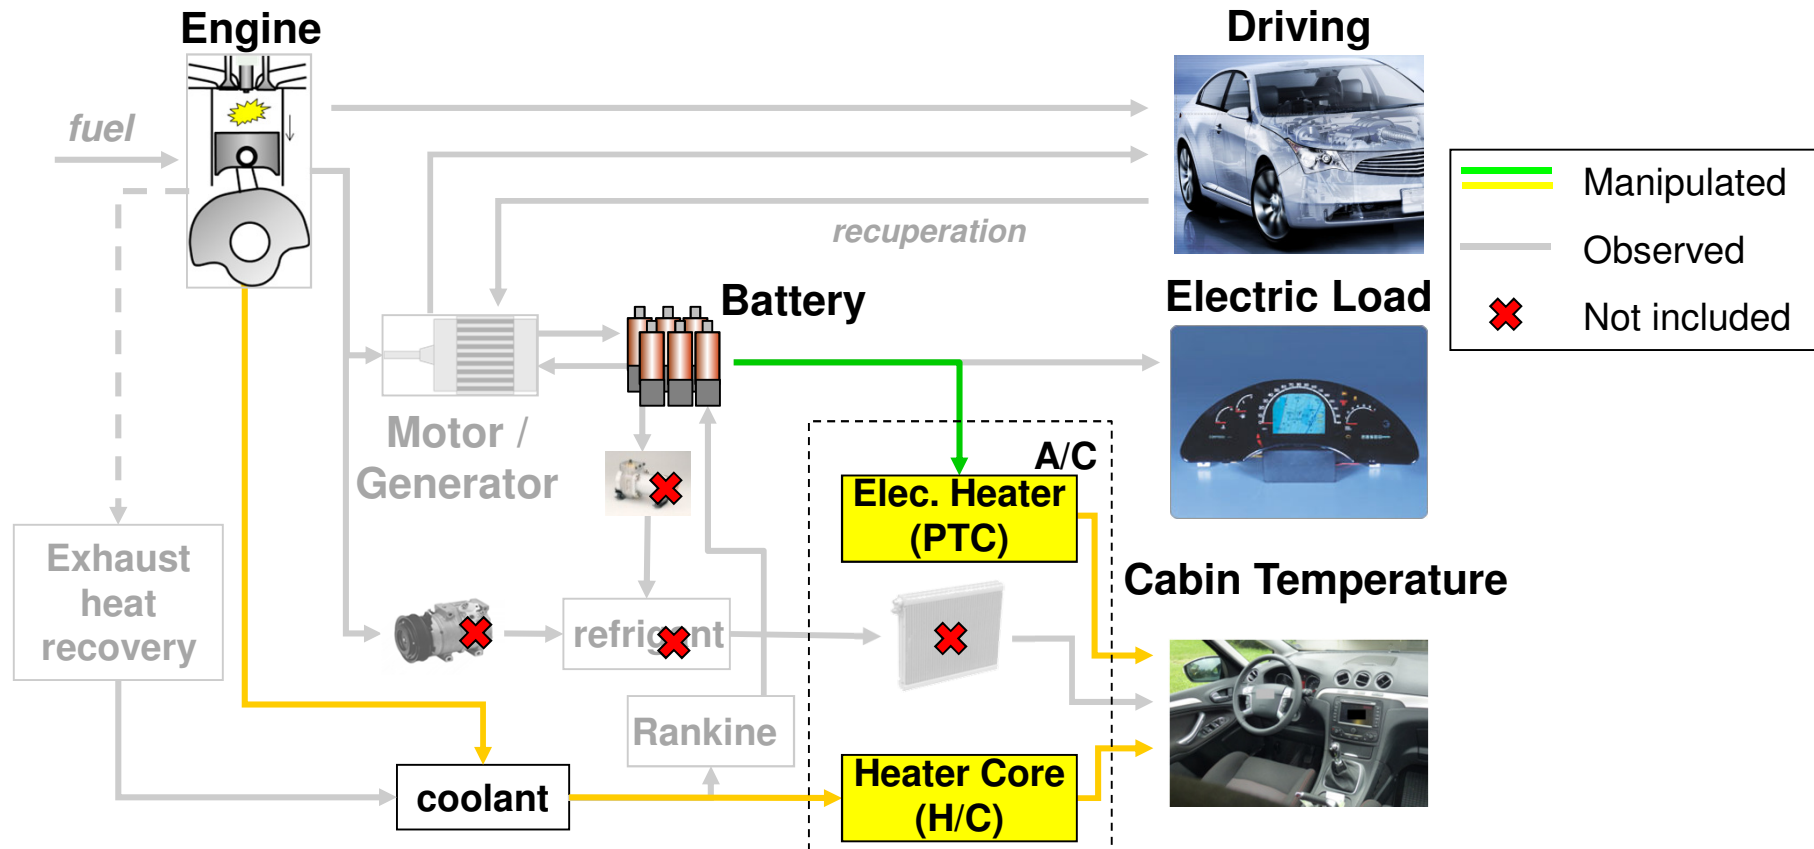 Engine
Driving
fuel
Manipulated
recuperation
Observed
Battery
Electric Load
Not included
Motor /
Generator
A/C
Elec. Heater
(PTC)
Exhaust
heat
recovery
Cabin Temperature
refrigent
Rankine
coolant
Heater Core
(H/C)